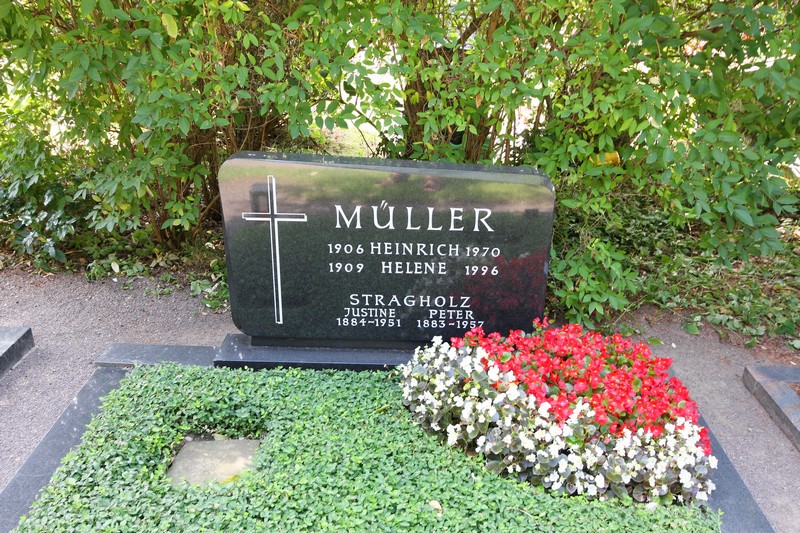 MÜLLER
1906 HEINRICH 1970
1909 HELENE 1996
STRAGHOLZ
JUSTINE PETER
1884-1951 1883-1957